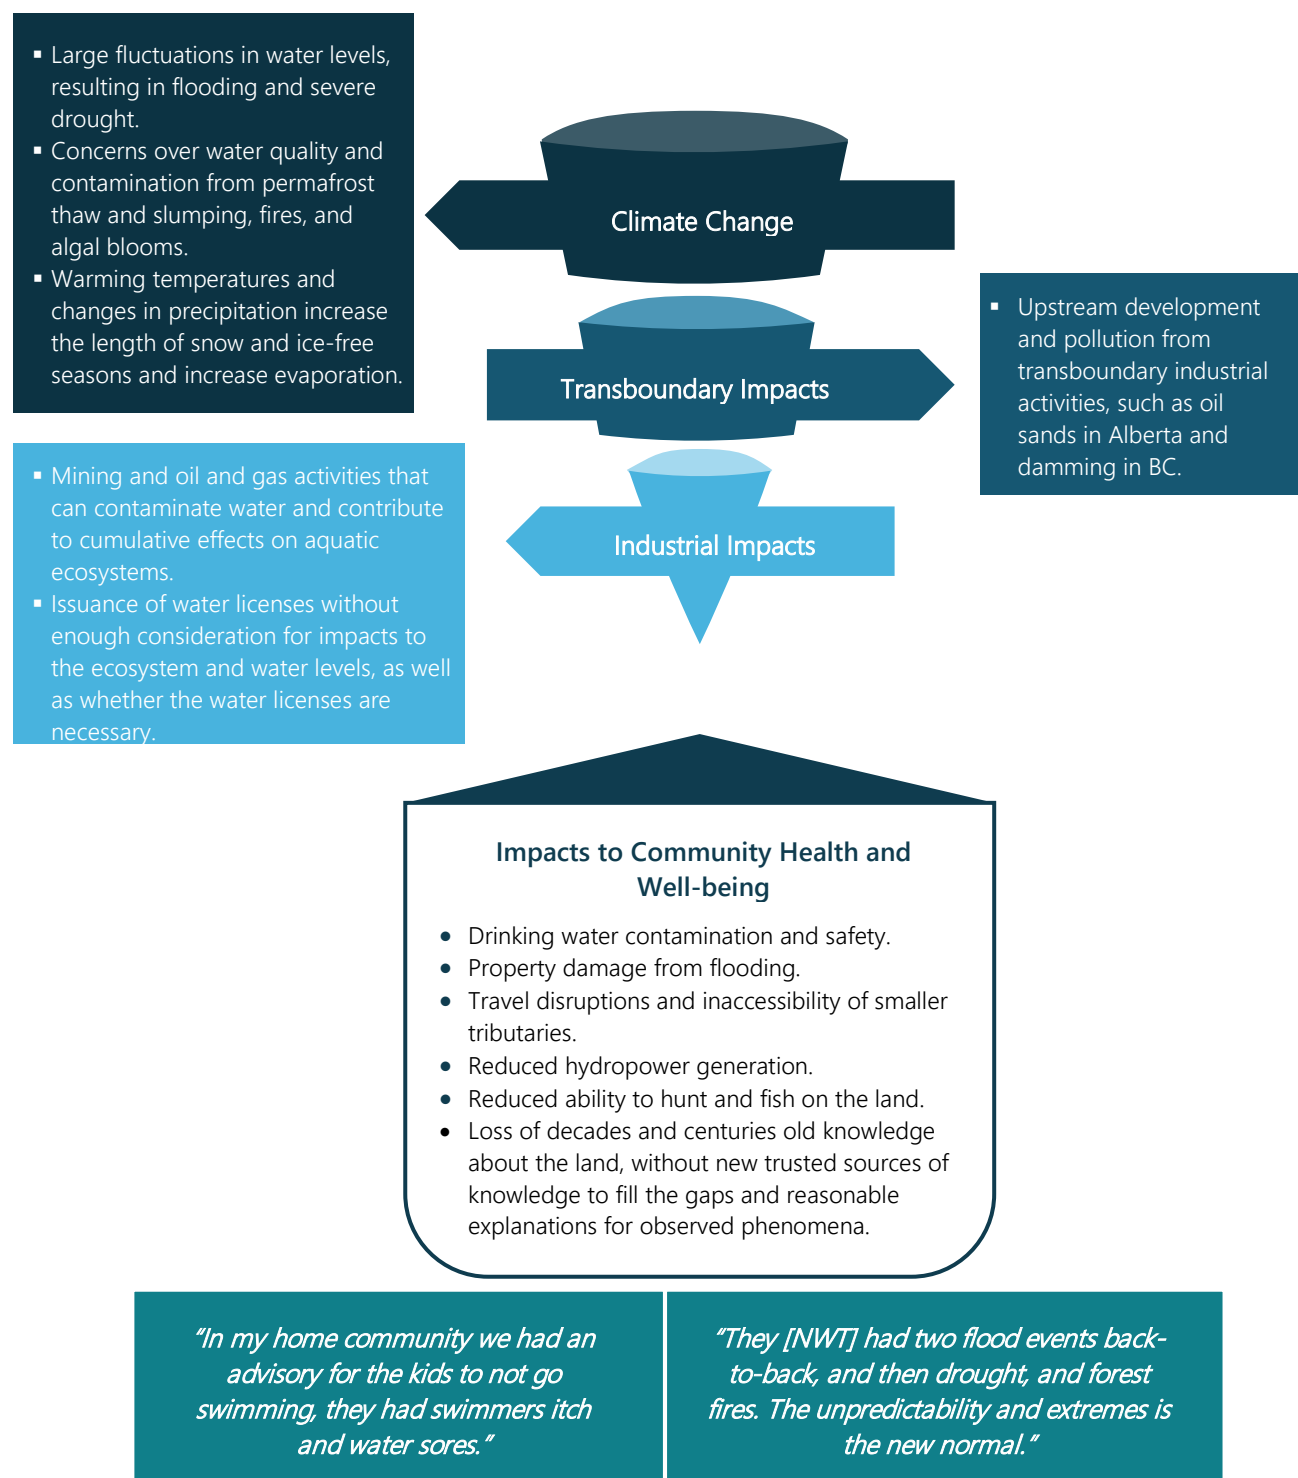 ▪ Large fluctuations in water levels,
resulting in flooding and severe
drought.
▪ Concerns over water quality and
contamination from permafrost
thaw and slumping, fires, and
algal blooms.
▪ Warming temperatures and
changes in precipitation increase
the length of snow and ice-free
seasons and increase evaporation.
Climate Change
Transboundary Impacts
▪ Upstream development
and pollution from
transboundary industrial
activities, such as oil
sands in Alberta and
damming in BC.
▪ Mining and oil and gas activities that
can contaminate water and contribute
to cumulative effects on aquatic
ecosystems.
▪ Issuance of water licenses without
enough consideration for impacts to
the ecosystem and water levels, as well
as whether the water licenses are
necessary.
Industrial Impacts
Impacts to Community Health and
Well-being
• Drinking water contamination and safety.
• Property damage from flooding.
• Travel disruptions and inaccessibility of smaller
tributaries.
• Reduced hydropower generation.
• Reduced ability to hunt and fish on the land.
• Loss of decades and centuries old knowledge
about the land, without new trusted sources of
knowledge to fill the gaps and reasonable
explanations for observed phenomena.
“In my home community we had an
advisory for the kids to not go
swimming, they had swimmers itch
and water sores.”
“They [NWT] had two flood events back-
to-back, and then drought, and forest
fires. The unpredictability and extremes is
the new normal.”